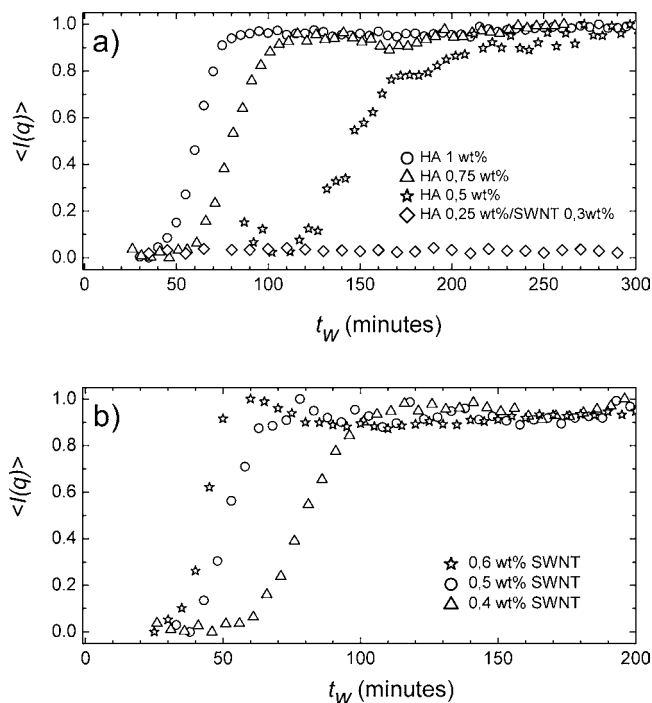 a)
1.0
0.8
0.6
0.4
0.2
0.0
<I(q)>
HA 1 wt%
HA 0,75 wt%
HA 0,5 wt%
HA 0,25 wt%/SWNT 0,3wt%
0 50 100 150 200 250 300
tw (minutes)
b)
1.0
0.8
0.6
0.4
0.2
0.0
<I(q)>
0,6 wt% SWNT
0,5 wt% SWNT
0,4 wt% SWNT
0 50 100 150 200
tw (minutes)